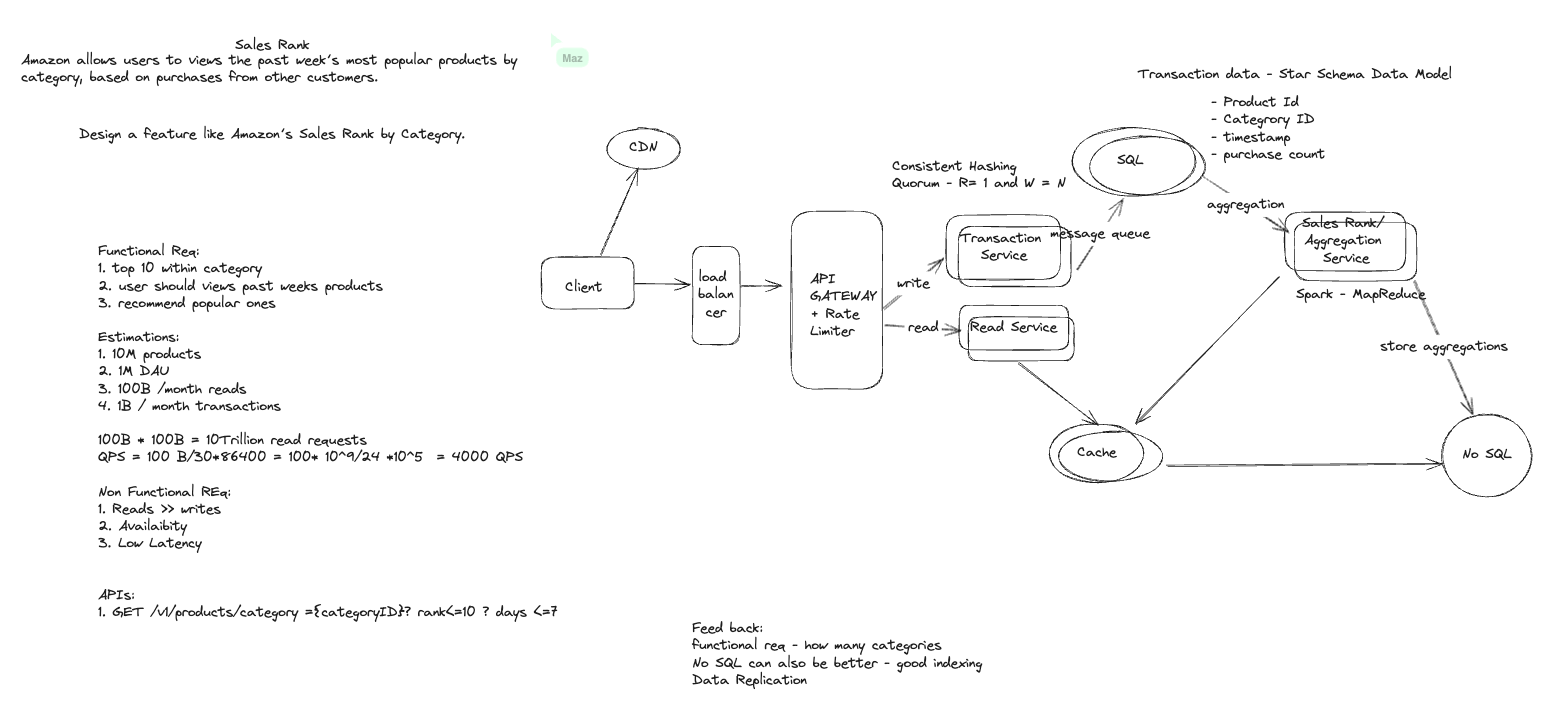 Sales Rank
Amazon allows users to views the past week's most popular products by
category, based on purchases from other customers.
Maz
Design a feature like Amazon's Sales Rank by Category.
Functional Req:
1. top 10 within category
2. user should views past weeks products
3. recommend popular ones
Estimations:
1. 10M products
2. 1M DAU
3. 100B /month reads
4. 1B / month transactions
100B * 100B = 10Trillion read requests
QPS = 100 B/30*86400 = 100* 10^9/24 *10^5 = 4000 QPS
Non Functional REq:
1. Reads >> writes
2. Availaibity
3. Low Latency
APIs:
1. GET /v1/products/category ={categoryID}? rank<=10 ? days <=7
CDN
Client
load
balan
cer
API
GATEWAY
+ Rate
Limiter
write
read
Consistent Hashing
Quorum - R= 1 and W = N
Transaction
Service
message queue
Read Service
Transaction data - Star Schema Data Model
- Product Id
- Categrory ID
- timestamp
- purchase count
SQL
aggregation
Sales Rank/
Aggregation
Service
Spark - MapReduce
store aggregations
Cache
No SQL
Feed back:
functional req - how many categories
No SQL can also be better - good indexing
Data Replication